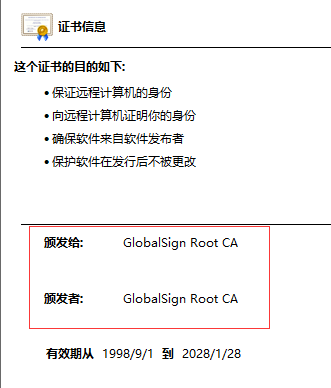 证书信息
这个证书的目的如下:
• 保证远程计算机的身份
• 向远程计算机证明你的身份
• 确保软件来自软件发布者
• 保护软件在发行后不被更改
颁发给: GlobalSign Root CA
颁发者: GlobalSign Root CA
有效期从 1998/9/1 到 2028/1/28